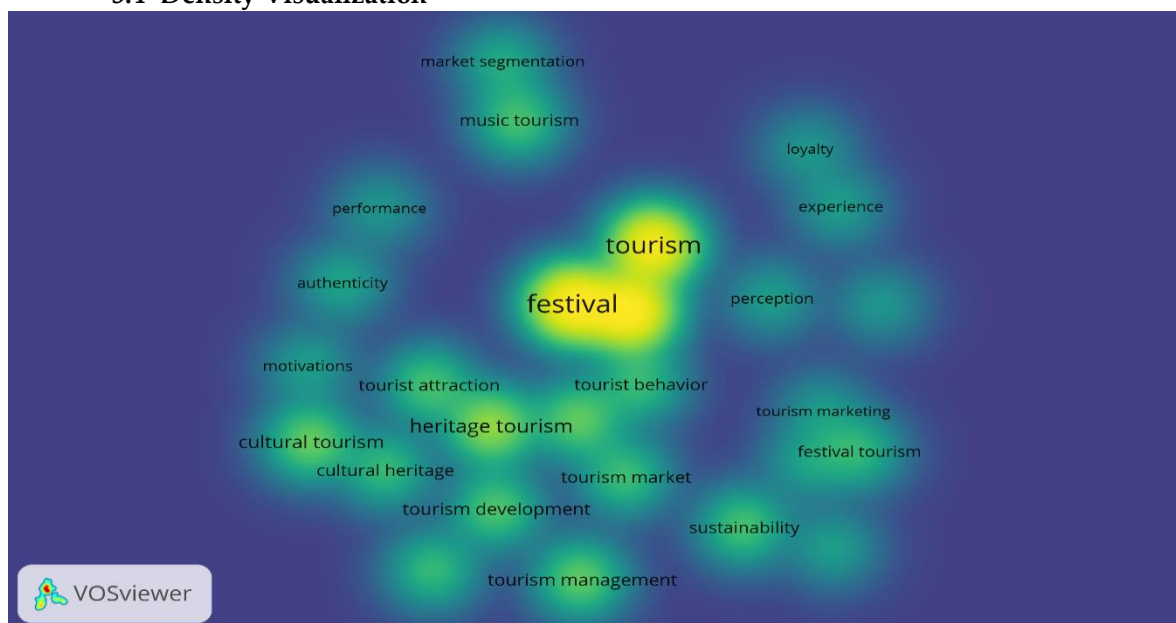 3.1 Density Visualization
market segmentation
music tourism
loyalty
performance
experience
tourism
authenticity
perception
festival
motivations
tourist attraction
tourist behavior
tourism marketing
heritage tourism
cultural tourism
festival tourism
cultural heritage
tourism market
tourism development
sustainability
tourism management
VOSviewer